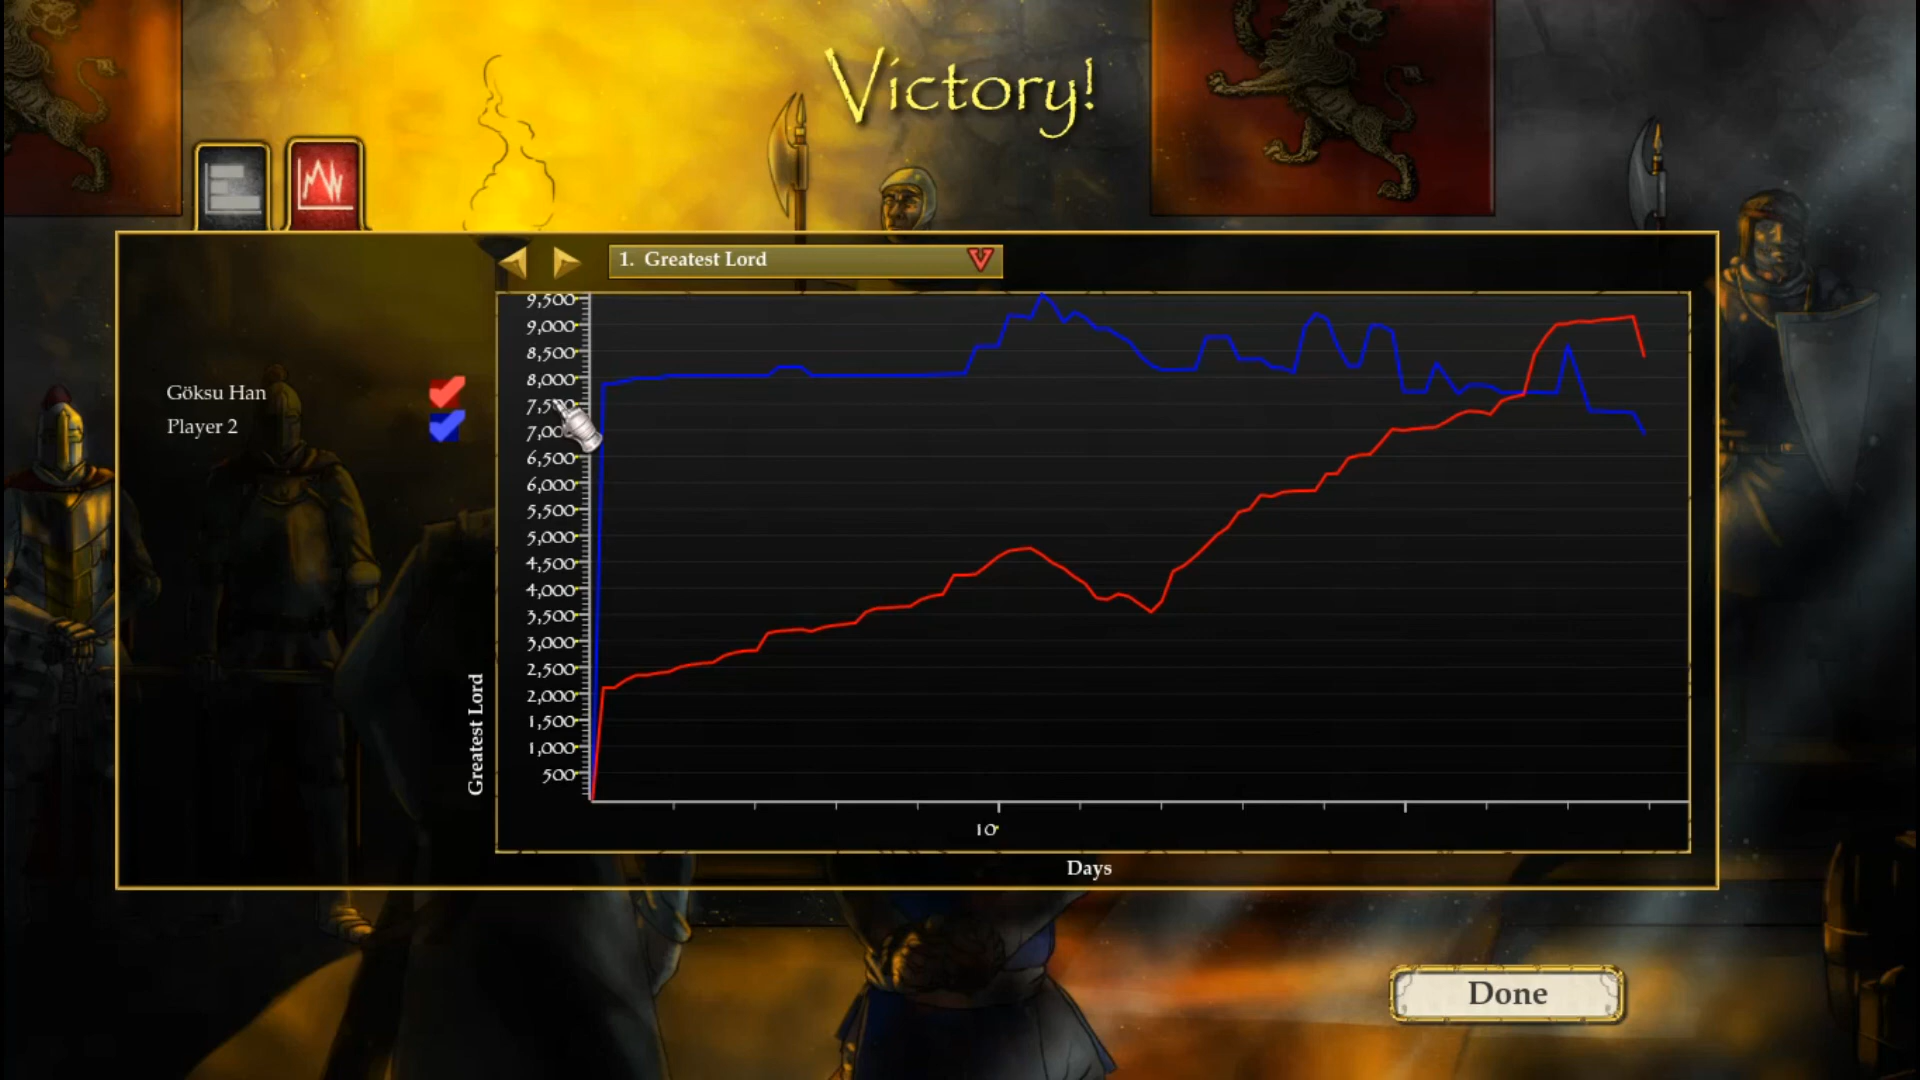 Victory!
1. Greatest Lord
Göksu Han
Player 2
9,500
9,000
8,500
8,000
6,500
6,000
5,500
5,000
4,500
4,000
3,500
3,000
2,500
2,000
1,500
1,000
500
Greatest Lord
10
Days
Done